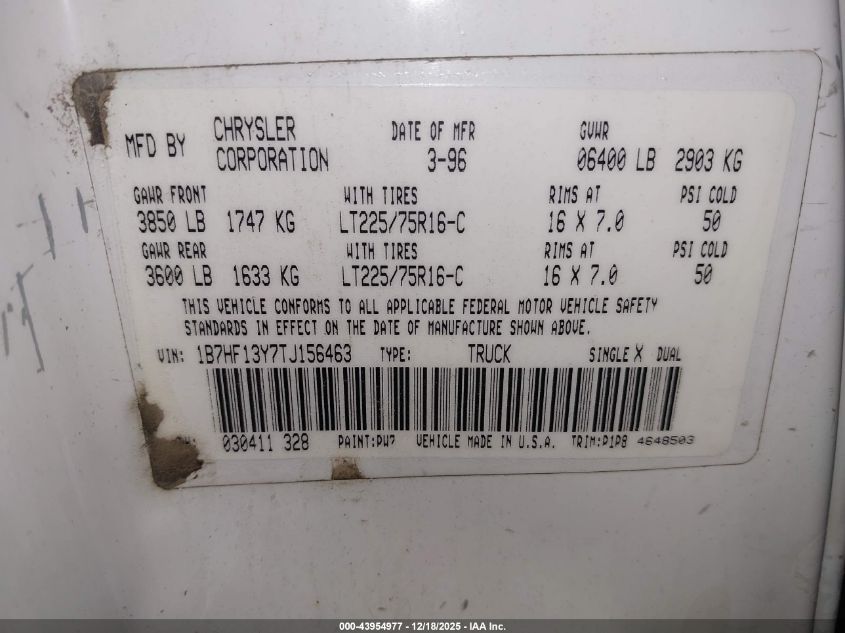 MFD BY CHRYSLER CORPORATION DATE OF MFR 3-96 GVWR 06400 LB 2903 KG
GAWR FRONT WITH TIRES RIMS AT PSI COLD
3850 LB 1747 KG LT225/75R16-C 16 X 7.0 50
GAWR REAR WITH TIRES RIMS AT PSI COLD
3600 LB 1633 KG LT225/75R16-C 16 X 7.0 50
THIS VEHICLE CONFORMS TO ALL APPLICABLE FEDERAL MOTOR VEHICLE SAFETY
STANDARDS IN EFFECT ON THE DATE OF MANUFACTURE SHOWN ABOVE.
VIN: 1B7HF13Y7TJ156463 TYPE: TRUCK SINGLE X DUAL
030411 328 PAINT:PW7 VEHICLE MADE IN U.S.A. TRIM:P1P8 4648503
000-43954977 - 12/18/2025 - IAA Inc.